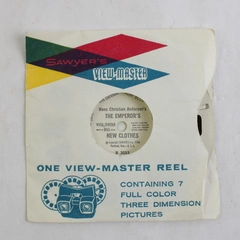 SAWYER'S
VIEW-MASTER
Hans Christian Andersen's
THE EMPEROR'S
NEW CLOTHES
ONE VIEW-MASTER REEL
CONTAINING 7
FULL COLOR
THREE DIMENSION
PICTURES